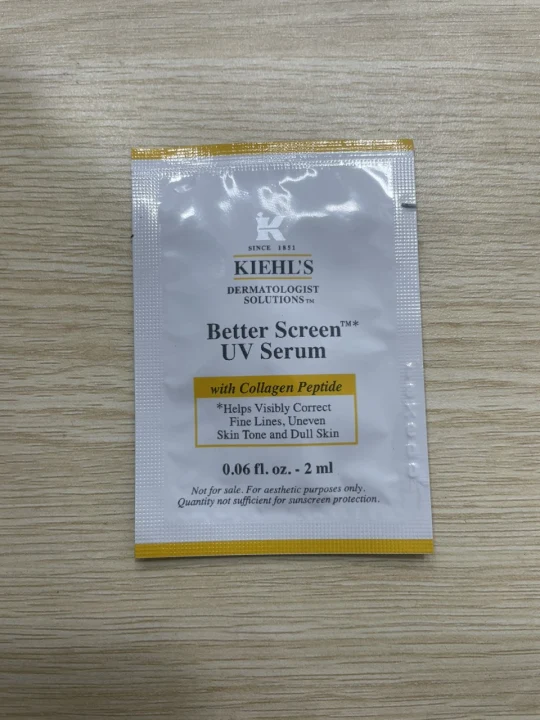 K
SINCE 1851
KIEHL'S
DERMATOLOGIST
SOLUTIONS™
Better Screen™*
UV Serum
with Collagen Peptide
*Helps Visibly Correct
Fine Lines, Uneven
Skin Tone and Dull Skin
0.06 fl. oz. - 2 ml
Not for sale. For aesthetic purposes only.
Quantity not sufficient for sunscreen protection.